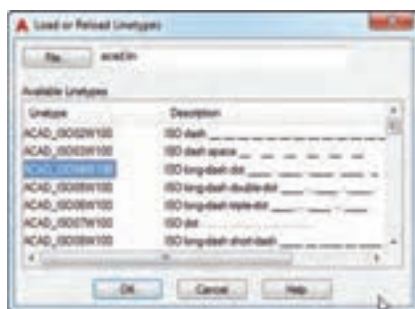 Load or Reload Linetypes
File... acad.lin
Available Linetypes
Linetype Description
ACAD_ISO02W100 ISO dash
ACAD_ISO03W100 ISO dash space
ACAD_ISO04W100 ISO long-dash dot
ACAD_ISO05W100 ISO long-dash double-dot
ACAD_ISO06W100 ISO long-dash triple-dot
ACAD_ISO07W100 ISO dot
ACAD_ISO08W100 ISO long-dash short-dash
OK Cancel Help